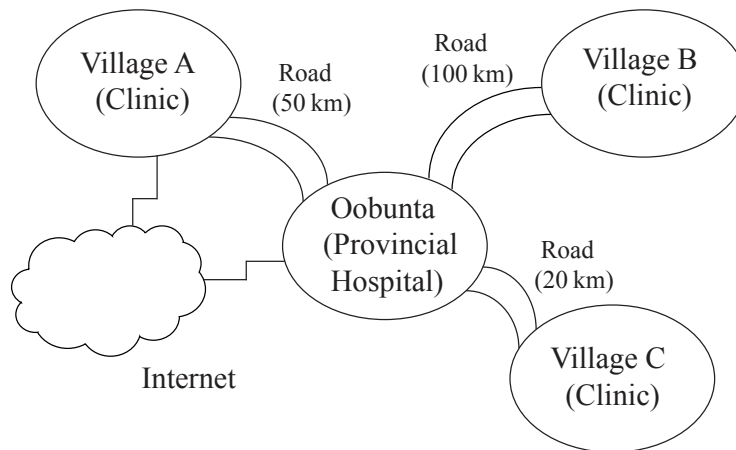 Village A
(Clinic)
Road
(50 km)
Road
(100 km)
Village B
(Clinic)
Oobunta
(Provincial
Hospital)
Road
(20 km)
Village C
(Clinic)
Internet